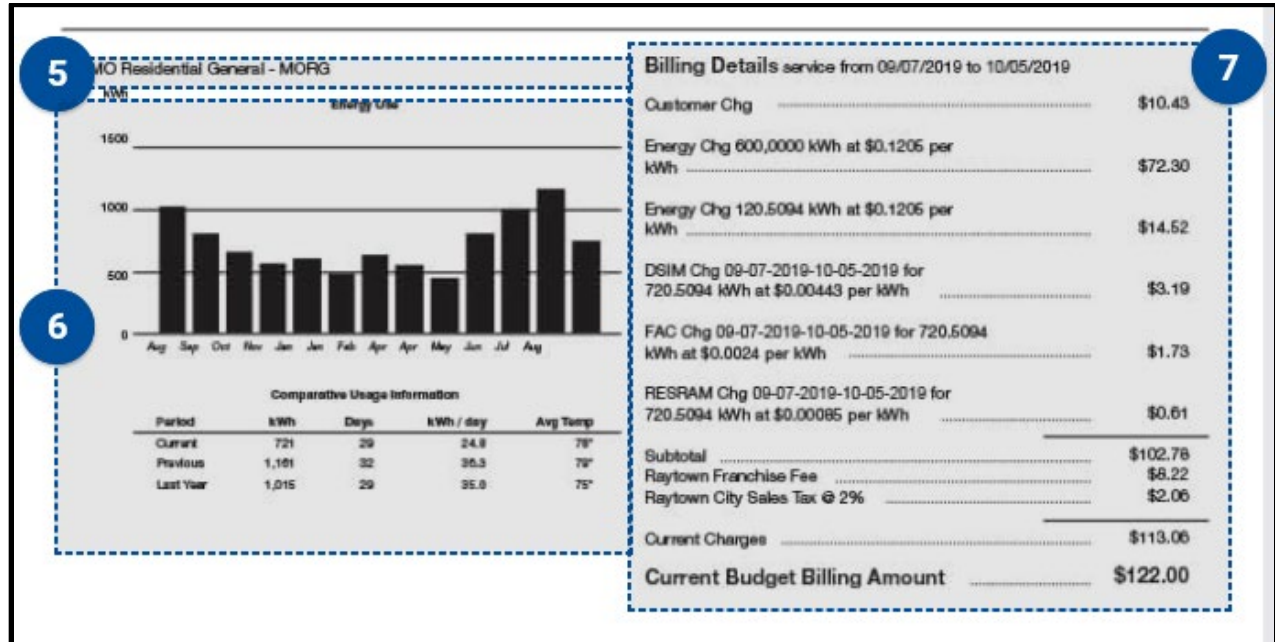 5
MO Residential General - MORG
kWh
Energy Use
1500
1000
500
0
Aug Sep Oct Nov Jan Jan Feb Apr Apr May Jun Jul Aug
6
Comparative Usage Information
Period kWh Days kWh / day Avg Temp
Current 721 29 24.8 78°
Previous 1,161 32 36.3 79°
Last Year 1,015 29 35.0 75°
7
Billing Details service from 09/07/2019 to 10/05/2019
Customer Chg $10.43
Energy Chg 600,0000 kWh at $0.1205 per
kWh $72.30
Energy Chg 120.5094 kWh at $0.1205 per
kWh $14.52
DSIM Chg 09-07-2019-10-05-2019 for
720.5094 kWh at $0.00443 per kWh $3.19
FAC Chg 09-07-2019-10-05-2019 for 720.5094
kWh at $0.0024 per kWh $1.73
RESRAM Chg 09-07-2019-10-05-2019 for
720.5094 kWh at $0.00085 per kWh $0.61
Subtotal $102.78
Raytown Franchise Fee $8.22
Raytown City Sales Tax @ 2% $2.06
Current Charges $113.06
Current Budget Billing Amount $122.00